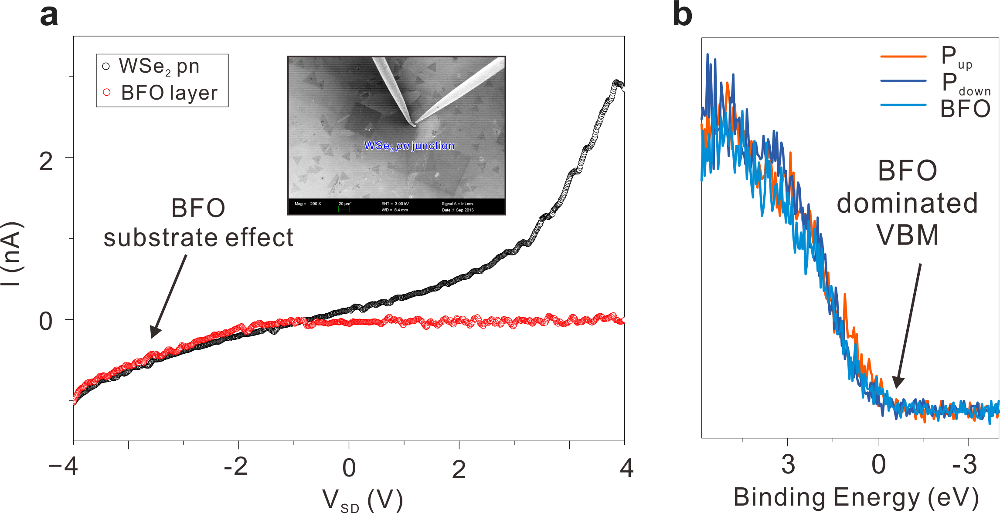 a
WSe2 pn
BFO layer
WSe2 pn junction
Mag = 290 X
20 µm*
EHT = 3.00 kV
WD = 8.4 mm
Signal A = InLens
Date :1 Sep 2016
BFO
substrate effect
I (nA)
2
0
−4
-2
0
2
4
VSD (V)
b
Pup
Pdown
BFO
BFO
dominated
VBM
3
0
-3
Binding Energy (eV)